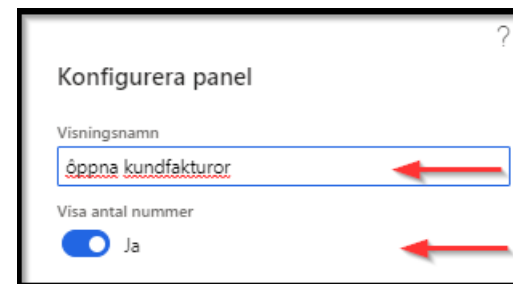 ?
Konfigurera panel
Visningsnamn
öppna kundfakturor
Visa antal nummer
Ja